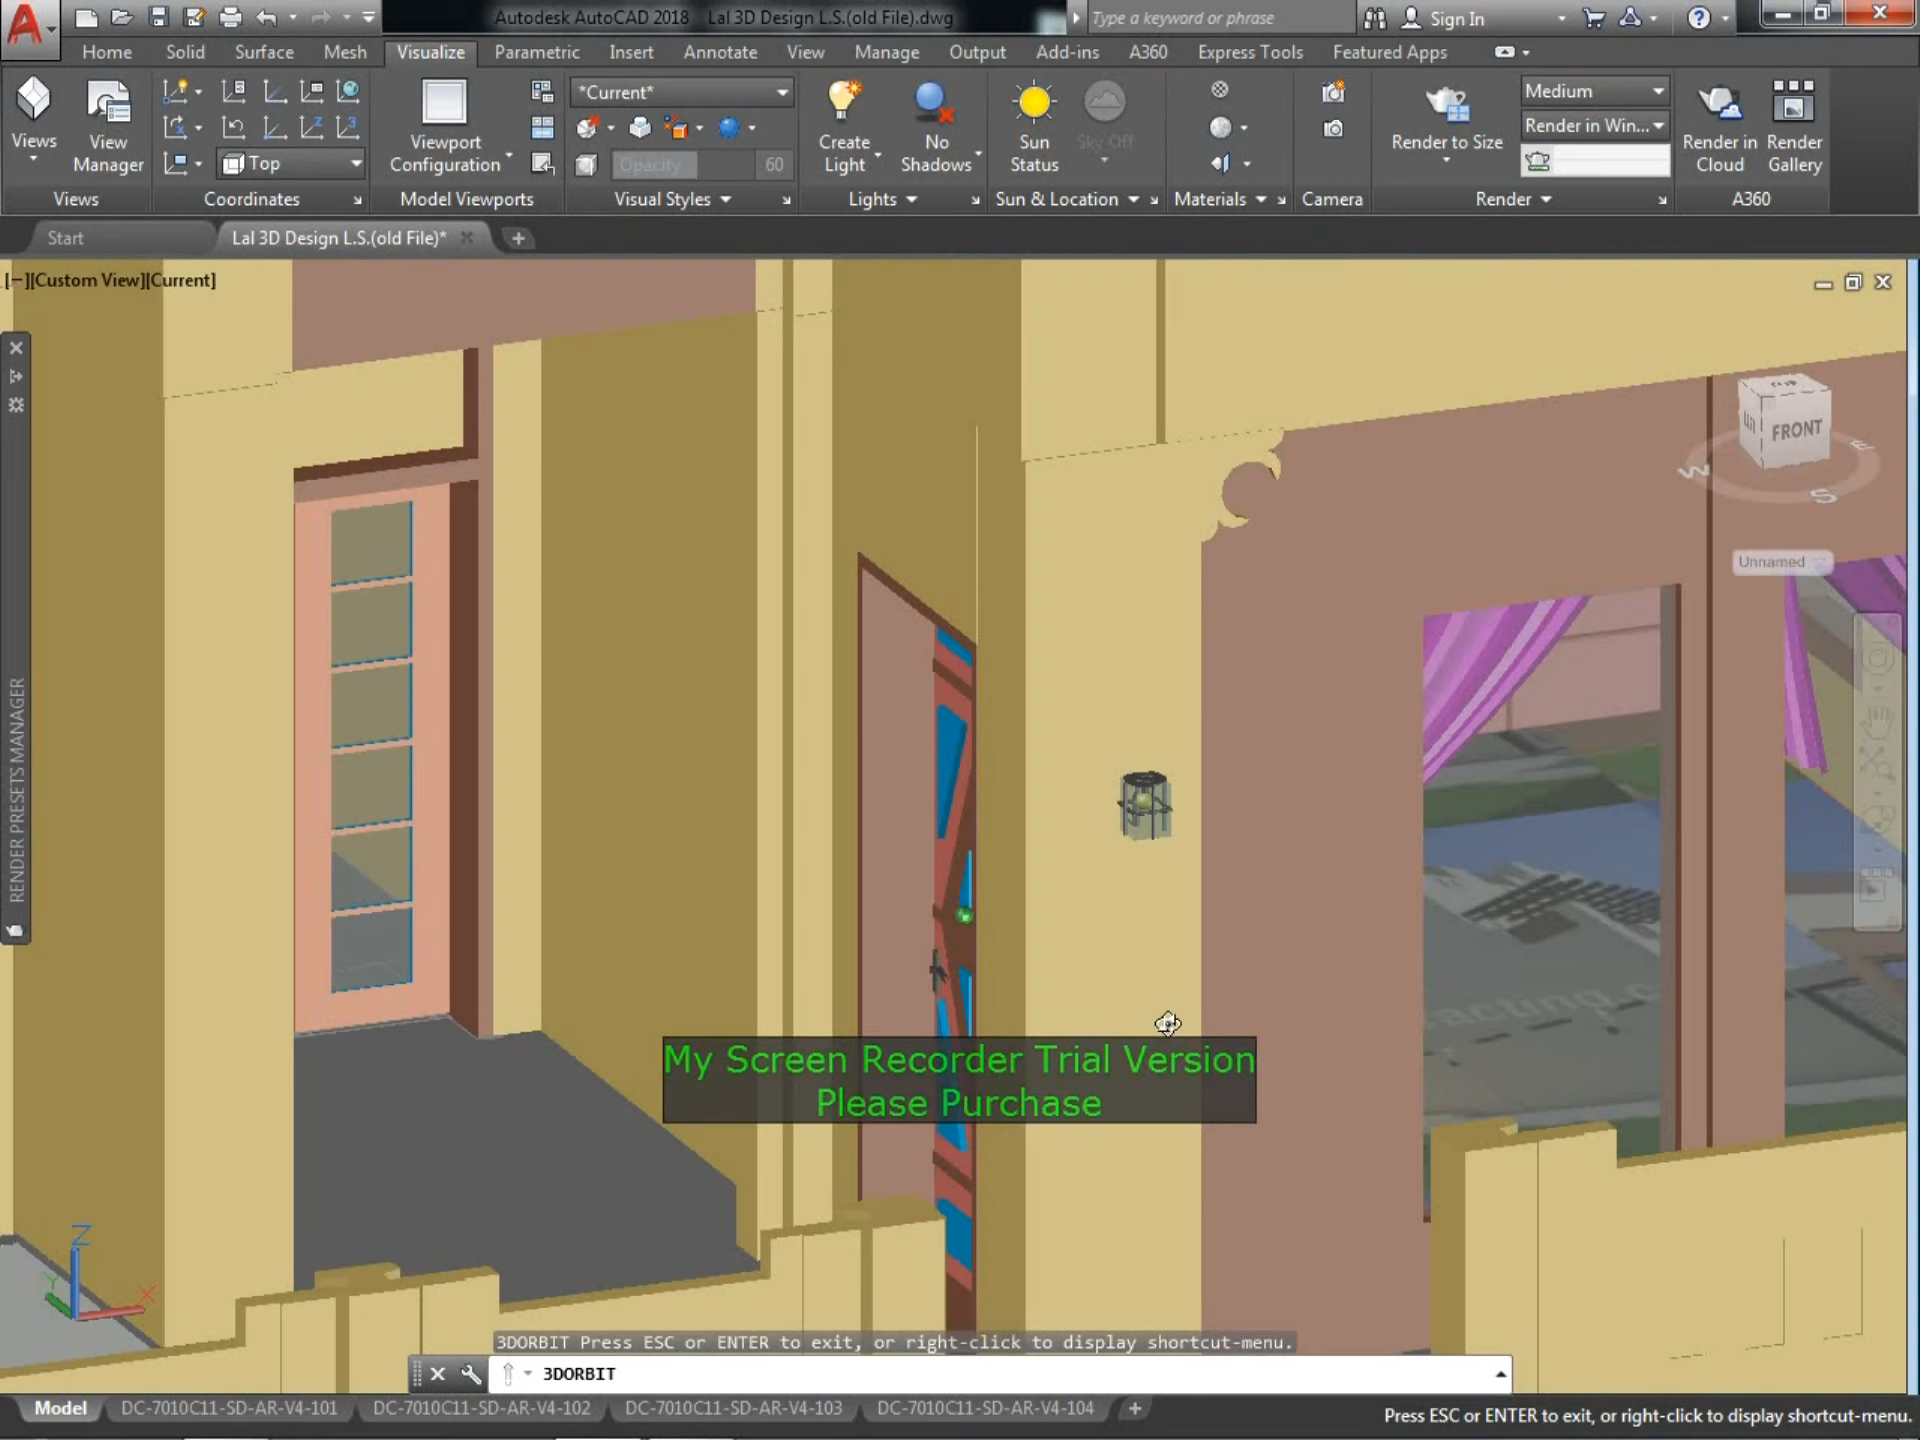 Autodesk AutoCAD 2018 Lal 3D Design L.S.(old File).dwg
Type a keyword or phrase
Sign In
Home Solid Surface Mesh Visualize Parametric Insert Annotate View Manage Output Add-ins A360 Express Tools Featured Apps
Views
View Manager
Top
Viewport Configuration
*Current*
Opacity 60
Create Light
No Shadows
Sun Status
Sky Off
Render to Size
Medium
Render in Win...
Render in Cloud
Render Gallery
Views Coordinates Model Viewports Visual Styles Lights Sun & Location Materials Camera Render A360
Start
Lal 3D Design L.S.(old File)*
[−][Custom View][Current]
FRONT
W
S
E
Unnamed
RENDER PRESETS MANAGER
acting.c
My Screen Recorder Trial Version
Please Purchase
Z
Y
X
3DORBIT Press ESC or ENTER to exit, or right-click to display shortcut-menu.
3DORBIT
Model DC-7010C11-SD-AR-V4-101 DC-7010C11-SD-AR-V4-102 DC-7010C11-SD-AR-V4-103 DC-7010C11-SD-AR-V4-104
Press ESC or ENTER to exit, or right-click to display shortcut-menu.